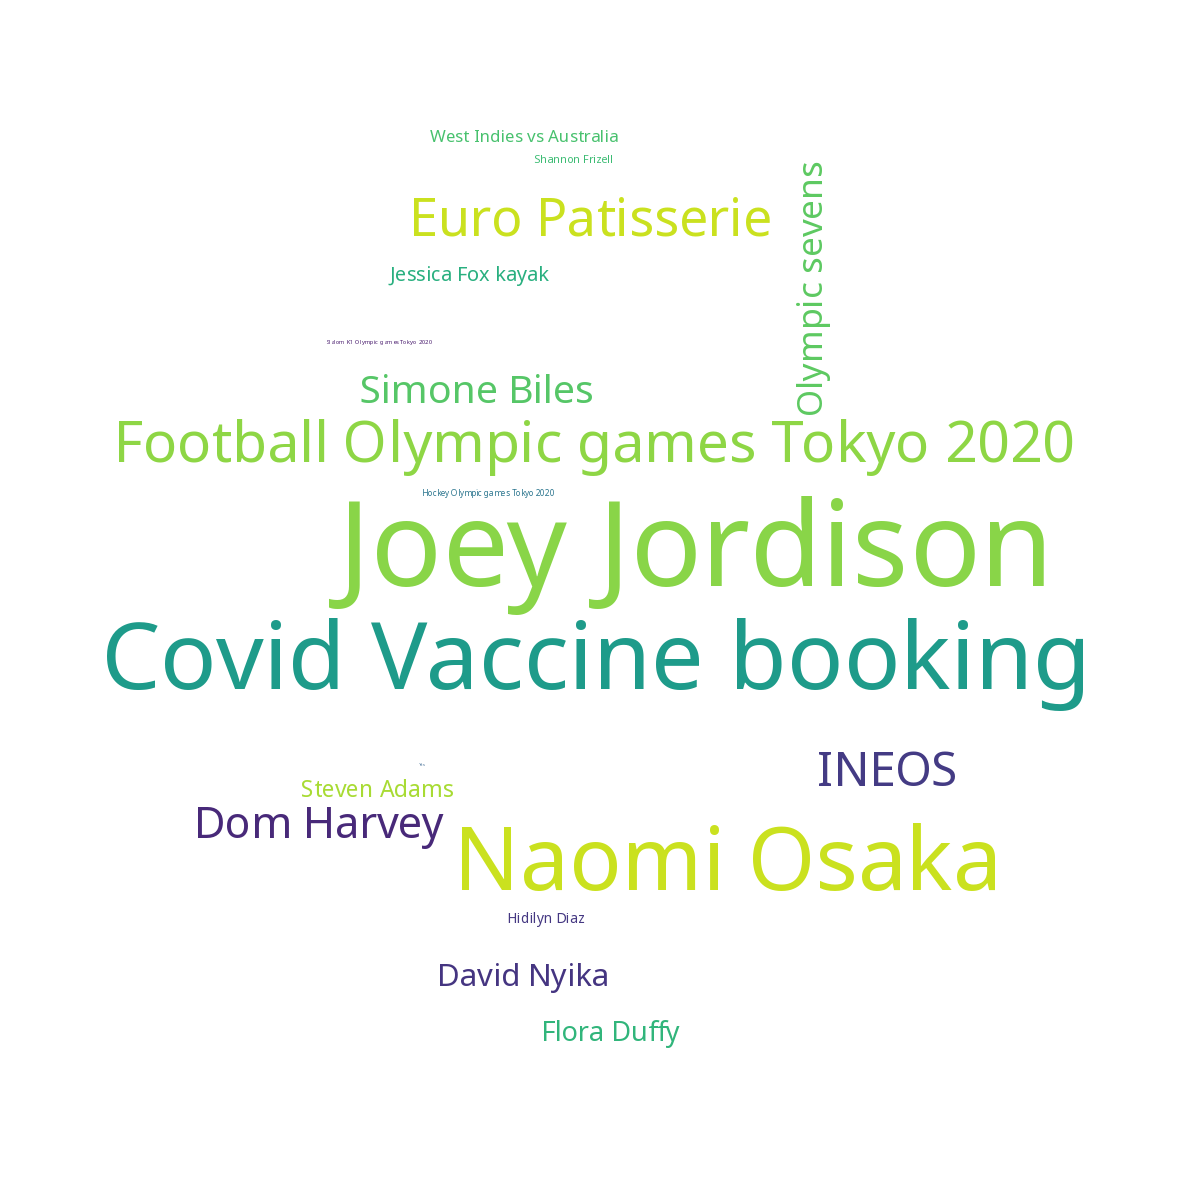 West Indies vs Australia
Shannon Frizell
Euro Patisserie
Olympic sevens
Jessica Fox kayak
Slalom K1 Olympic games Tokyo 2020
Simone Biles
Football Olympic games Tokyo 2020
Hockey Olympic games Tokyo 2020
Joey Jordison
Covid Vaccine booking
INEOS
Steven Adams
Dom Harvey
Naomi Osaka
Hidilyn Diaz
David Nyika
Flora Duffy